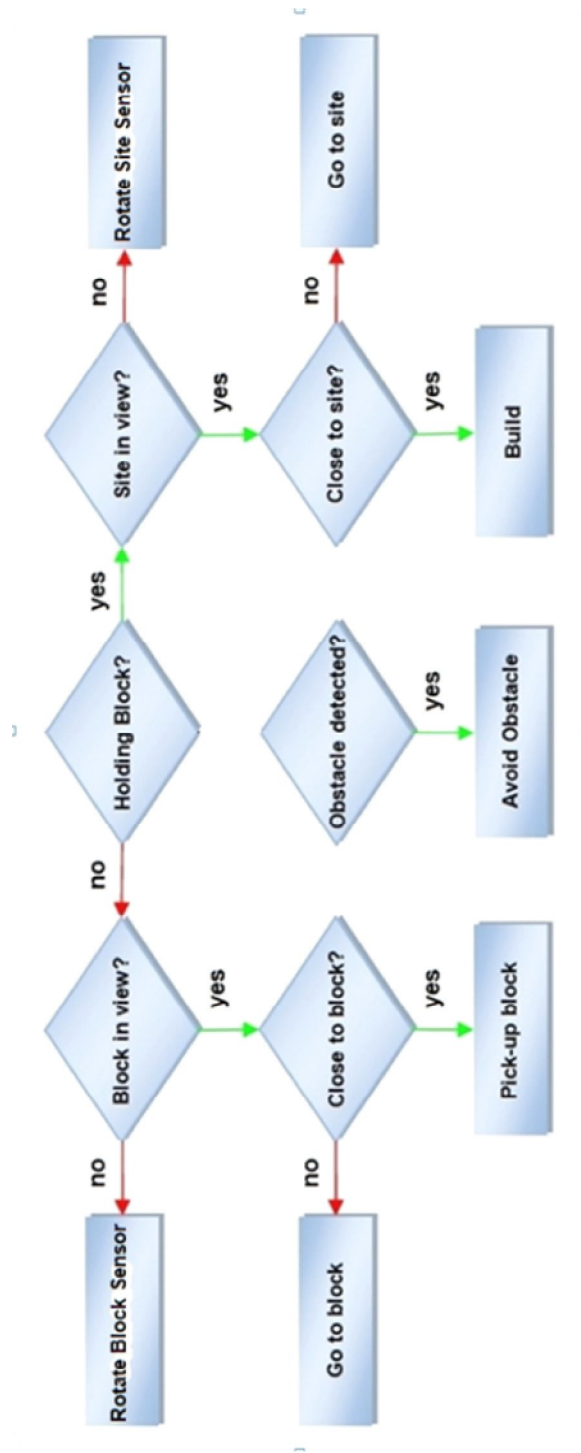 Rotate Block Sensor
no
Block in view?
no
Holding Block?
yes
Site in view?
no
Rotate Site Sensor
yes
yes
Go to block
no
Close to block?
Obstacle detected?
Close to site?
no
Go to site
yes
yes
yes
Pick-up block
Avoid Obstacle
Build